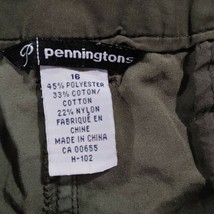 penningtons
16
45% POLYESTER
33% COTON/
COTTON
22% NYLON
FABRIQUÉ EN
CHINE
MADE IN CHINA
CA 00655
H-102